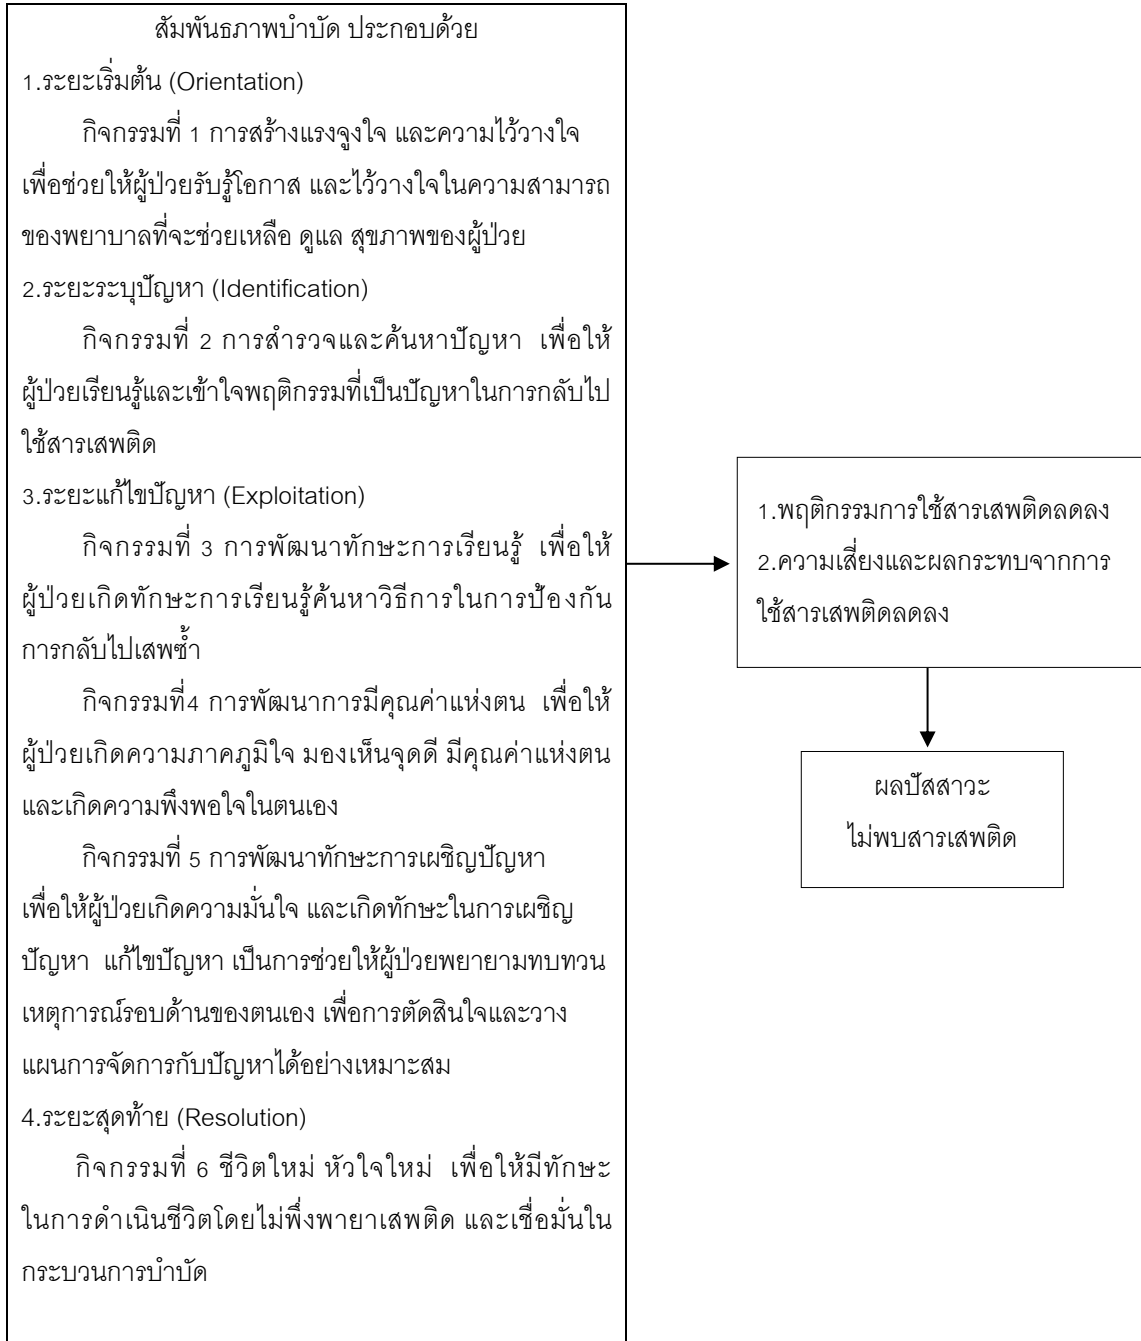 สัมพันธภาพบำบัด ประกอบด้วย
1.ระยะเริ่มต้น (Orientation)
กิจกรรมที่ 1 การสร้างแรงจูงใจ และความไว้วางใจ
เพื่อช่วยให้ผู้ป่วยรับรู้โอกาส และไว้วางใจในความสามารถ
ของพยาบาลที่จะช่วยเหลือ ดูแล สุขภาพของผู้ป่วย
2.ระยะระบุปัญหา (Identification)
กิจกรรมที่ 2 การสำรวจและค้นหาปัญหา เพื่อให้
ผู้ป่วยเรียนรู้และเข้าใจพฤติกรรมที่เป็นปัญหาในการกลับไป
ใช้สารเสพติด
3.ระยะแก้ไขปัญหา (Exploitation)
กิจกรรมที่ 3 การพัฒนาทักษะการเรียนรู้ เพื่อให้
ผู้ป่วยเกิดทักษะการเรียนรู้ค้นหาวิธีการในการป้องกัน
การกลับไปเสพซ้ำ
กิจกรรมที่4 การพัฒนาการมีคุณค่าแห่งตน เพื่อให้
ผู้ป่วยเกิดความภาคภูมิใจ มองเห็นจุดดี มีคุณค่าแห่งตน
และเกิดความพึงพอใจในตนเอง
กิจกรรมที่ 5 การพัฒนาทักษะการเผชิญปัญหา
เพื่อให้ผู้ป่วยเกิดความมั่นใจ และเกิดทักษะในการเผชิญ
ปัญหา แก้ไขปัญหา เป็นการช่วยให้ผู้ป่วยพยายามทบทวน
เหตุการณ์รอบด้านของตนเอง เพื่อการตัดสินใจและวาง
แผนการจัดการกับปัญหาได้อย่างเหมาะสม
4.ระยะสุดท้าย (Resolution)
กิจกรรมที่ 6 ชีวิตใหม่ หัวใจใหม่ เพื่อให้มีทักษะ
ในการดำเนินชีวิตโดยไม่พึ่งพายาเสพติด และเชื่อมั่นใน
กระบวนการบำบัด
1.พฤติกรรมการใช้สารเสพติดลดลง
2.ความเสี่ยงและผลกระทบจากการ
ใช้สารเสพติดลดลง
ผลปัสสาวะ
ไม่พบสารเสพติด